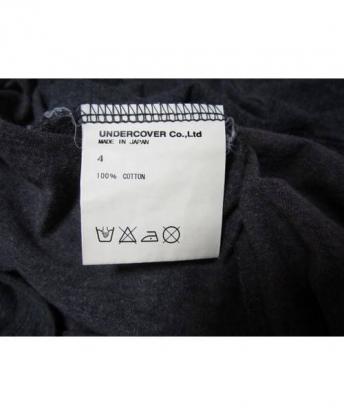 UNDERCOVER Co.,Ltd
MADE IN JAPAN
4
100% COTTON